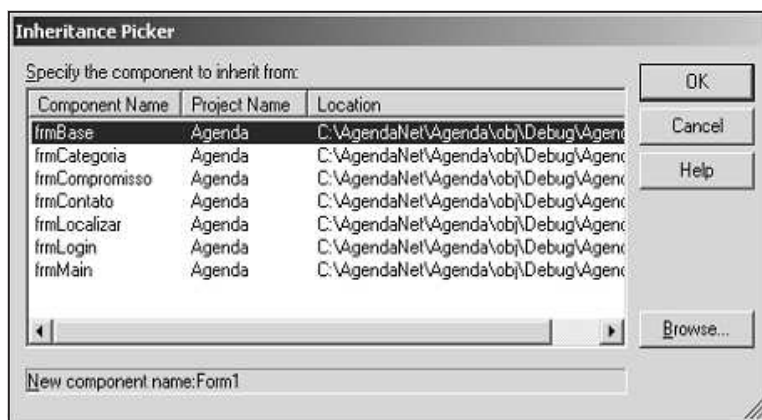 Inheritance Picker
Specify the component to inherit from:
Component Name Project Name Location
frmBase Agenda C:\AgendaNet\Agenda\obj\Debug\Agend
frmCategoria Agenda C:\AgendaNet\Agenda\obj\Debug\Agend
frmCompromisso Agenda C:\AgendaNet\Agenda\obj\Debug\Agend
frmContato Agenda C:\AgendaNet\Agenda\obj\Debug\Agend
frmLocalizar Agenda C:\AgendaNet\Agenda\obj\Debug\Agend
frmLogin Agenda C:\AgendaNet\Agenda\obj\Debug\Agend
frmMain Agenda C:\AgendaNet\Agenda\obj\Debug\Agend
New component name:Form1
OK
Cancel
Help
Browse...